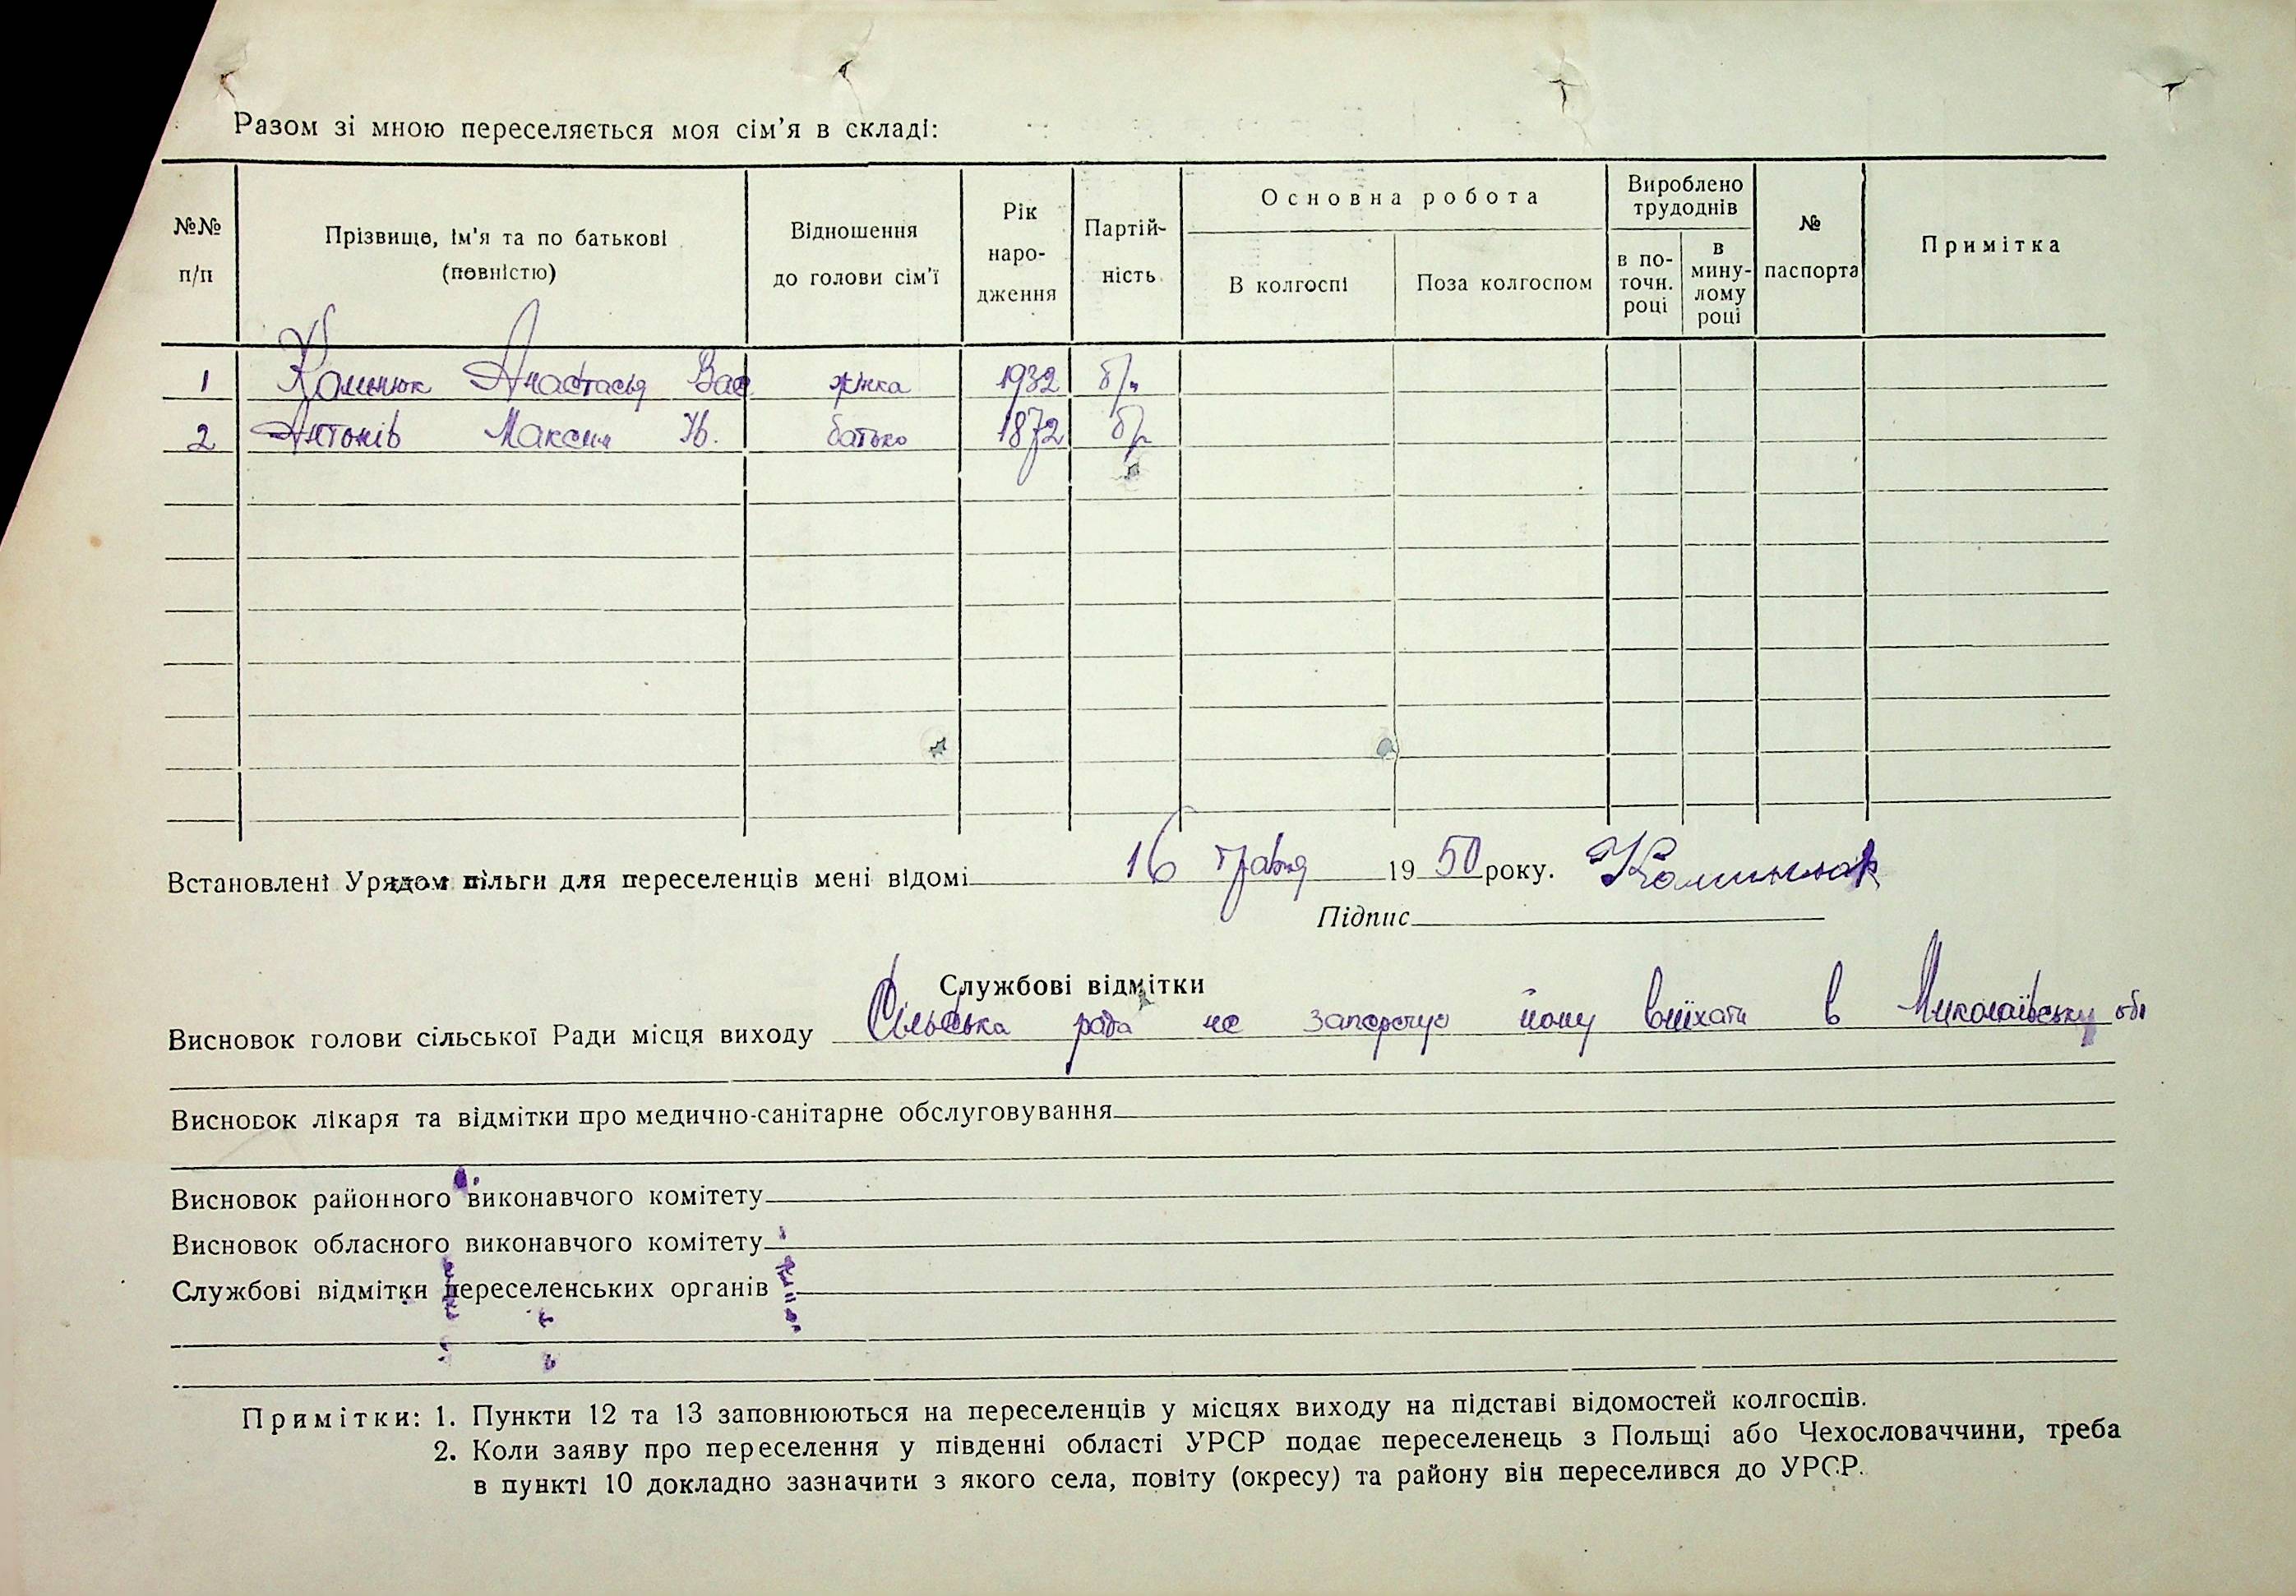 Разом зі мною переселяється моя сім'я в складі:
№№ п/п
Прізвище, ім'я та по батькові (повністю)
Відношення до голови сім'ї
Рік народження
Партійність
Основна робота
В колгоспі
Поза колгоспом
Вироблено трудоднів
в поточн. році
в минулому році
№ паспорта
Примітка
1 Анастасія Вас жінка 1932 б/п
2 Антонів Максим Ів. батько 1872 б/п
Встановлені Урядом пільги для переселенців мені відомі 16 травня 1950 року.
Підпис
Службові відмітки
Висновок голови сільської Ради місця виходу Сільська рада не заперечує йому виїхати в Миколаївську обл
Висновок лікаря та відмітки про медично-санітарне обслуговування
Висновок районного виконавчого комітету
Висновок обласного виконавчого комітету
Службові відмітки переселенських органів
Примітки: 1. Пункти 12 та 13 заповнюються на переселенців у місцях виходу на підставі відомостей колгоспів.
2. Коли заяву про переселення у південні області УРСР подає переселенець з Польщі або Чехословаччини, треба
в пункті 10 докладно зазначити з якого села, повіту (окресу) та району він переселився до УРСР.